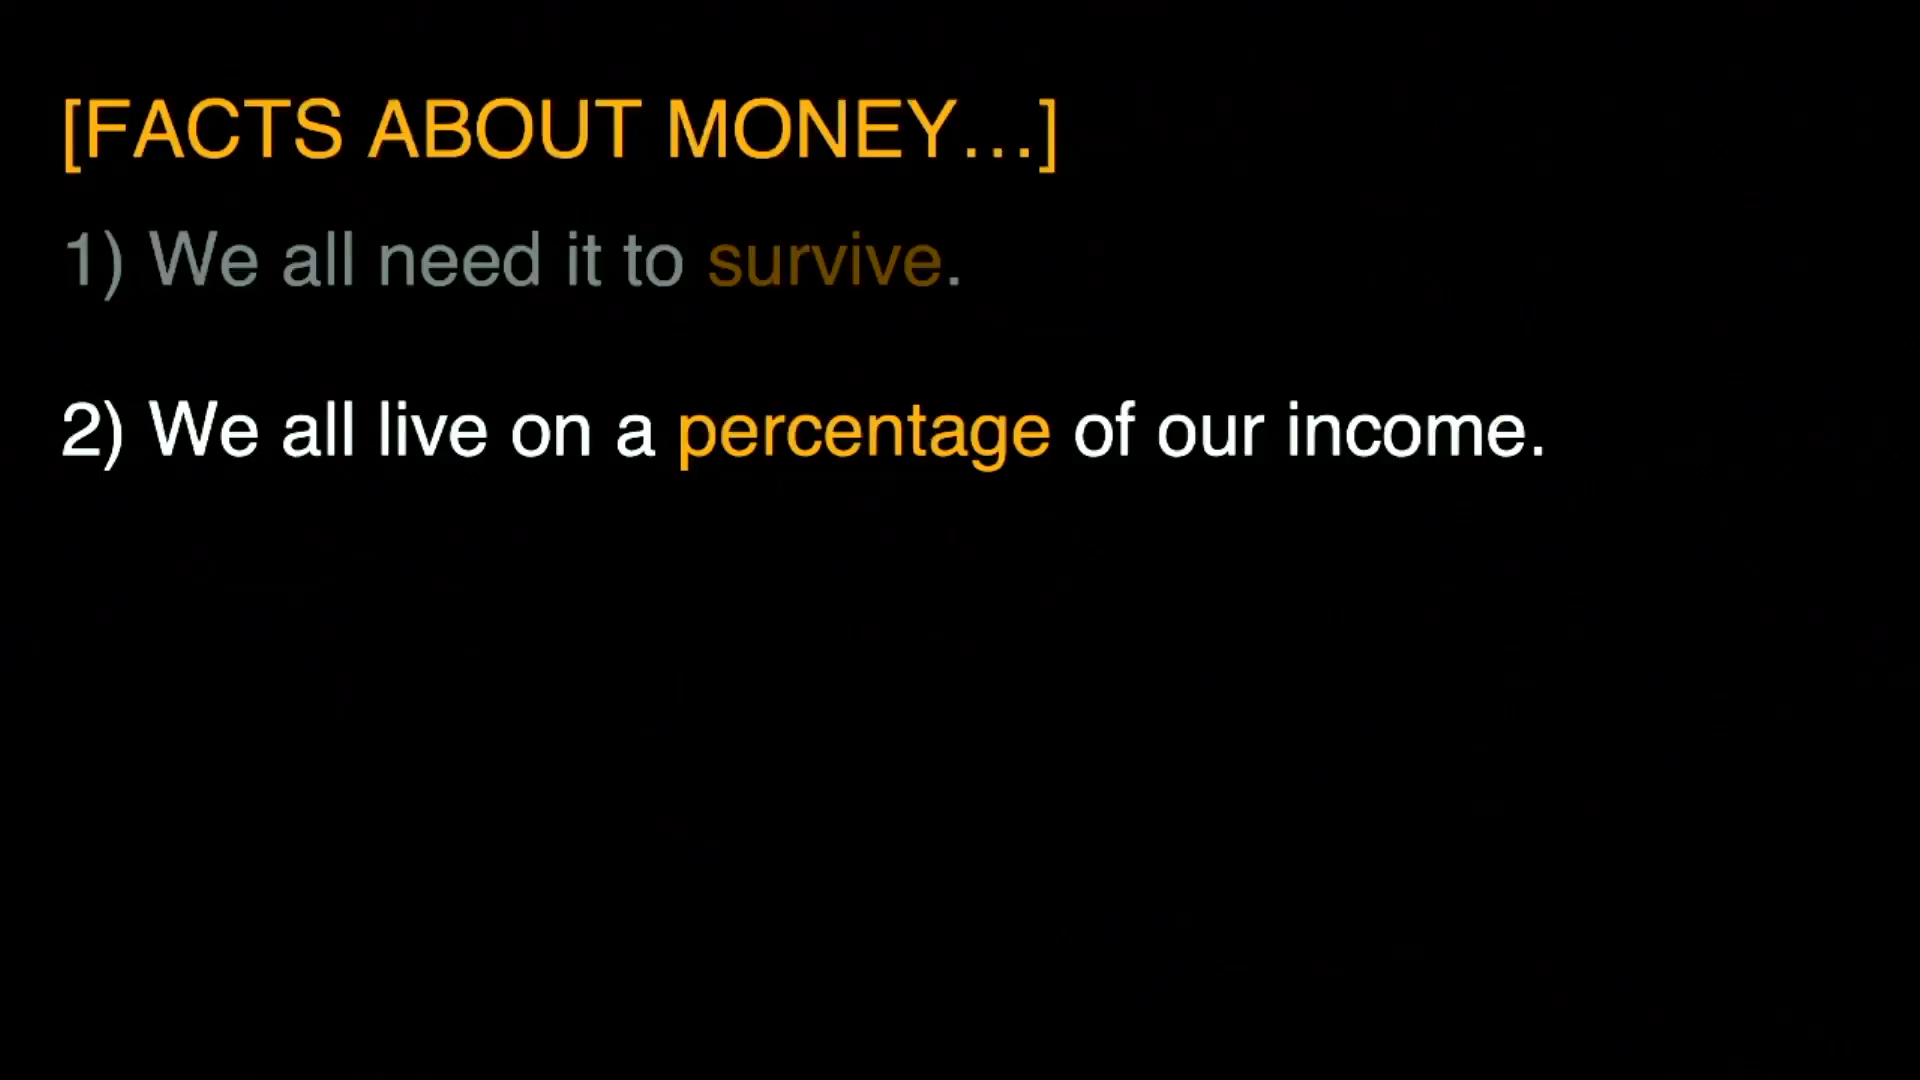 [FACTS ABOUT MONEY…]
1) We all need it to survive.
2) We all live on a percentage of our income.